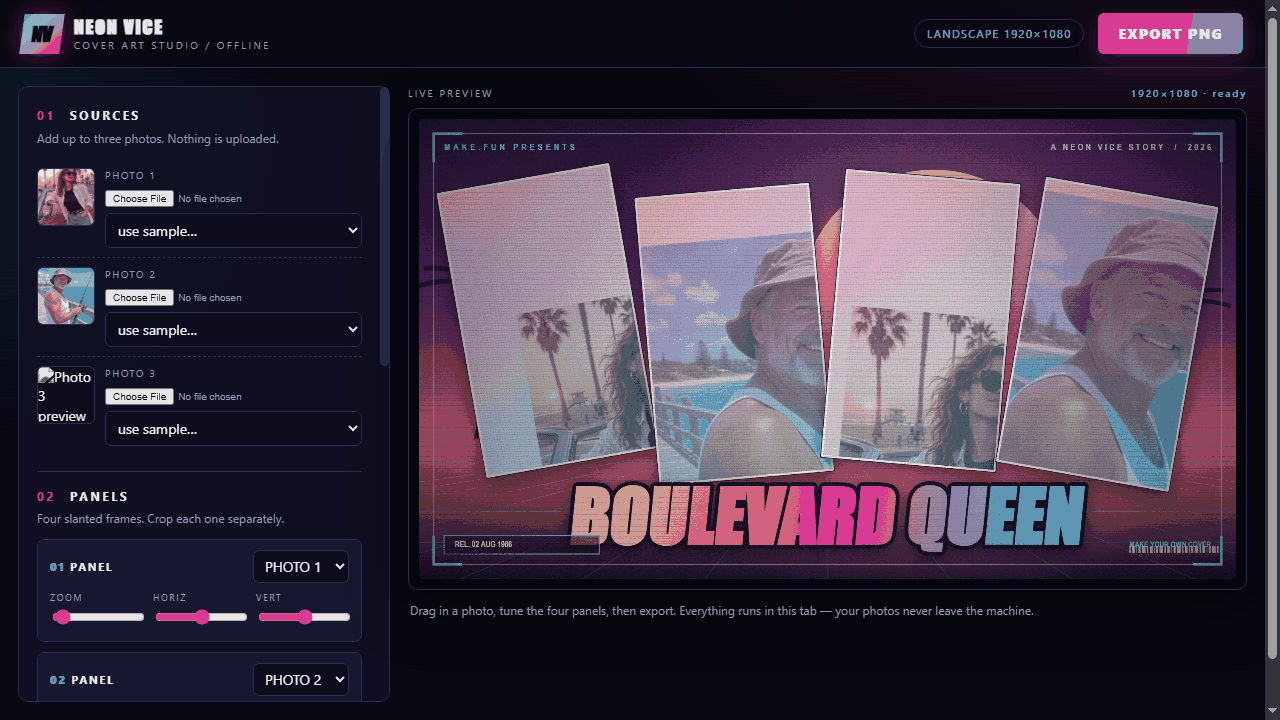 NV
NEON VICE
COVER ART STUDIO / OFFLINE
LANDSCAPE 1920×1080
EXPORT PNG
01 SOURCES
Add up to three photos. Nothing is uploaded.
PHOTO 1
Choose File No file chosen
use sample...
PHOTO 2
Choose File No file chosen
use sample...
Photo 3 preview
PHOTO 3
Choose File No file chosen
use sample...
02 PANELS
Four slanted frames. Crop each one separately.
01 PANEL
PHOTO 1
ZOOM HORIZ VERT
02 PANEL
PHOTO 2
LIVE PREVIEW
1920×1080 · ready
MAKE.FUN PRESENTS
A NEON VICE STORY / 2026
BOULEVARD QUEEN
REL. 02 AUG 1986
MAKE YOUR OWN COVER
Drag in a photo, tune the four panels, then export. Everything runs in this tab — your photos never leave the machine.